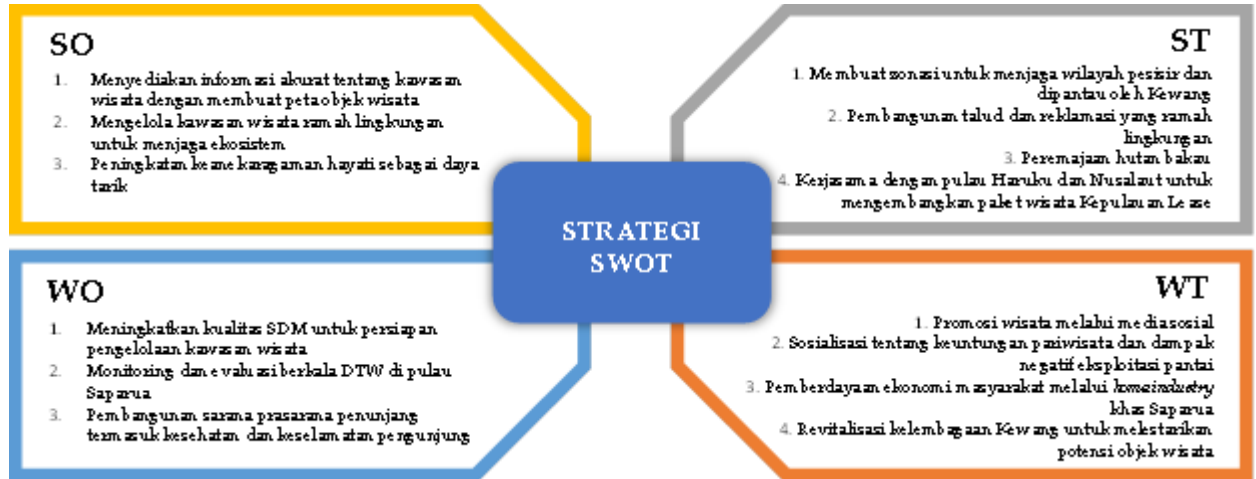 SO
1. Menyediakan informasi akurat tentang kawasan
wisata dengan membuat peta objek wisata
2. Mengelola kawasan wisata ramah lingkungan
untuk menjaga ekosistem
3. Peningkatan keanekaragaman hayati sebagai daya
tarik
ST
1. Membuat zonasi untuk menjaga wilayah pesisir dan
dipantau oleh Kewang
2. Pembangunan talud dan reklamasi yang ramah
lingkungan
3. Peremajaan hutan bakau
4. Kerjasama dengan pulau Haruku dan Nusalaut untuk
mengembangkan paket wisata Kepulauan Lease
STRATEGI
SWOT
WO
1. Meningkatkan kualitas SDM untuk persiapan
pengelolaan kawasan wisata
2. Monitoring dan evaluasi berkala DTW di pulau
Saparua
3. Pembangunan sarana prasarana penunjang
termasuk kesehatan dan keselamatan pengunjung
WT
1. Promosi wisata melalui media sosial
2. Sosialisasi tentang keuntungan pariwisata dan dampak
negatif eksploitasi pantai
3. Pemberdayaan ekonomi masyarakat melalui homeindustry
khas Saparua
4. Revitalisasi kelembagaan Kewang untuk melestarikan
potensi objek wisata